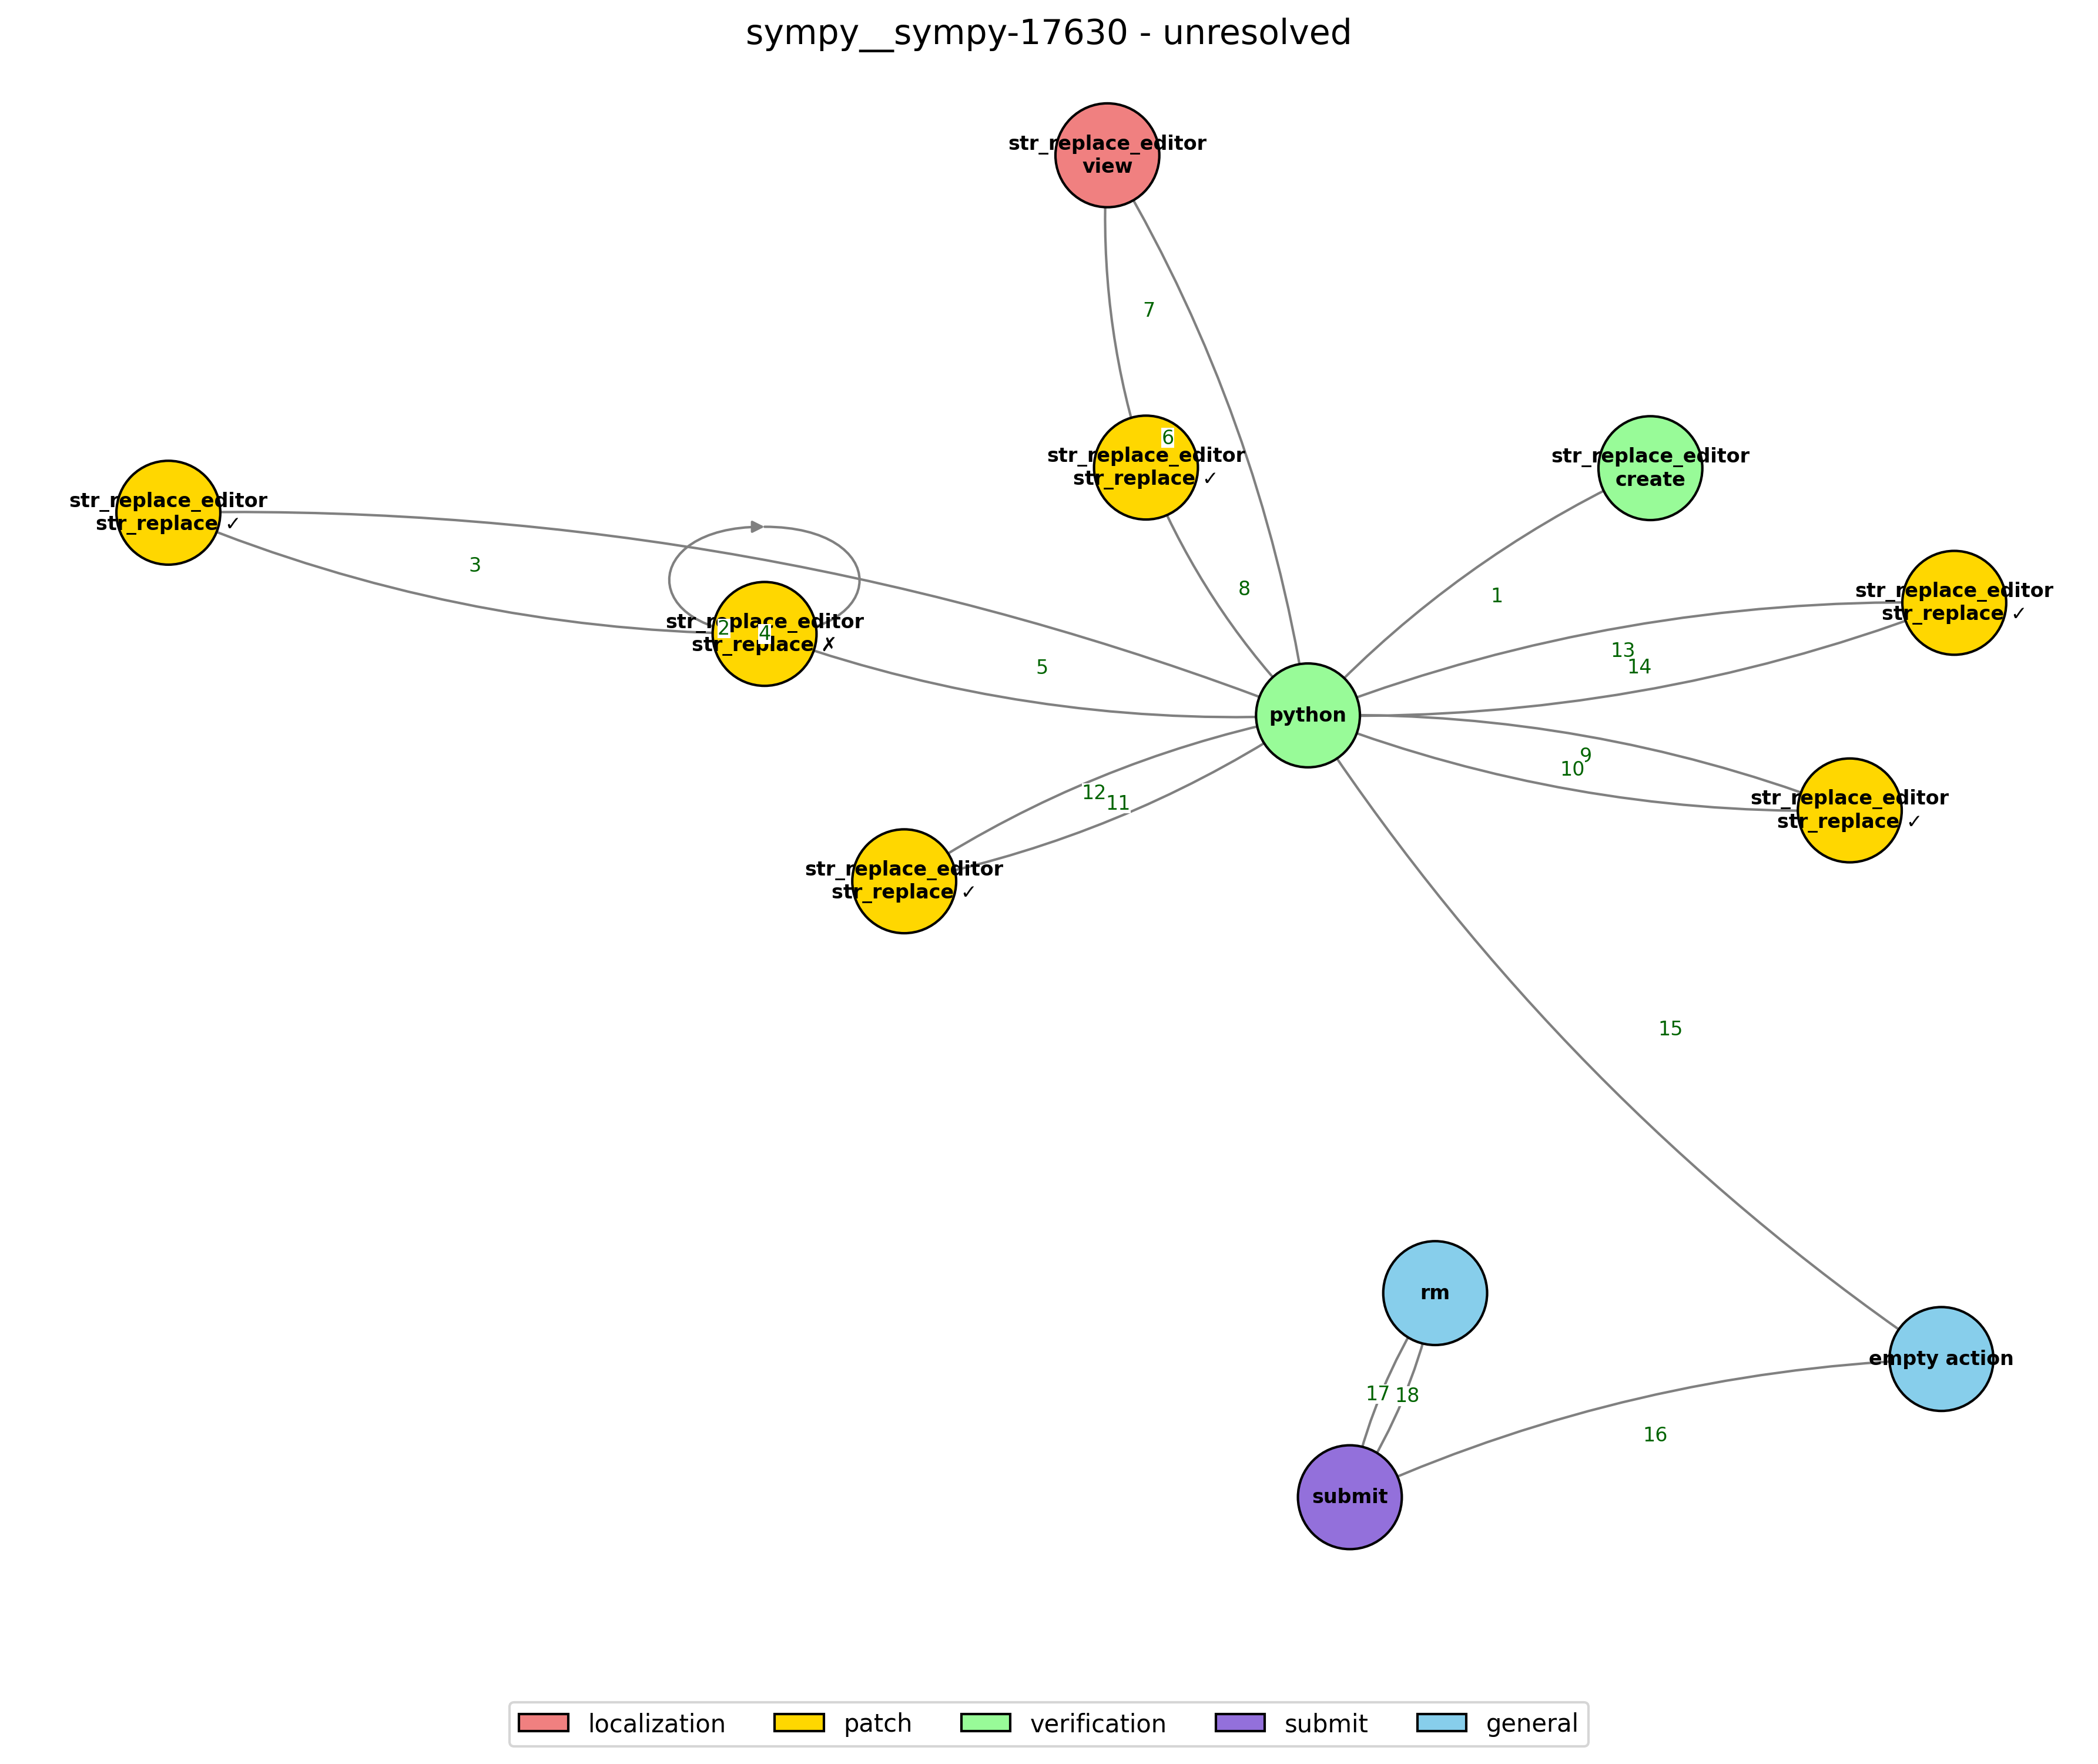 sympy__sympy-17630 - unresolved
str_replace_editor
view
7
6
str_replace_editor
str_replace ✓
str_replace_editor
create
str_replace_editor
str_replace ✓
3
8
1
str_replace_editor
str_replace ✓
2
4
str_replace_editor
str_replace ✗
5
13
14
python
9
10
12
11
str_replace_editor
str_replace ✓
str_replace_editor
str_replace ✓
15
rm
empty action
17
18
16
submit
localization
patch
verification
submit
general